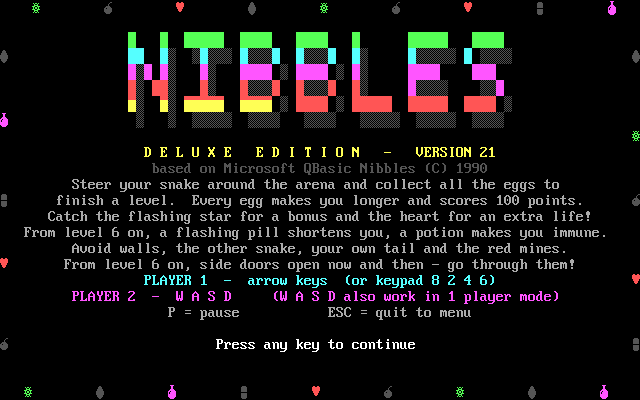 NIBBLES
DELUXE EDITION - VERSION 21
based on Microsoft QBasic Nibbles (C) 1990
Steer your snake around the arena and collect all the eggs to
finish a level. Every egg makes you longer and scores 100 points.
Catch the flashing star for a bonus and the heart for an extra life!
From level 6 on, a flashing pill shortens you, a potion makes you immune.
Avoid walls, the other snake, your own tail and the red mines.
From level 6 on, side doors open now and then - go through them!
PLAYER 1 - arrow keys (or keypad 8 2 4 6)
PLAYER 2 - W A S D (W A S D also work in 1 player mode)
P = pause ESC = quit to menu
Press any key to continue